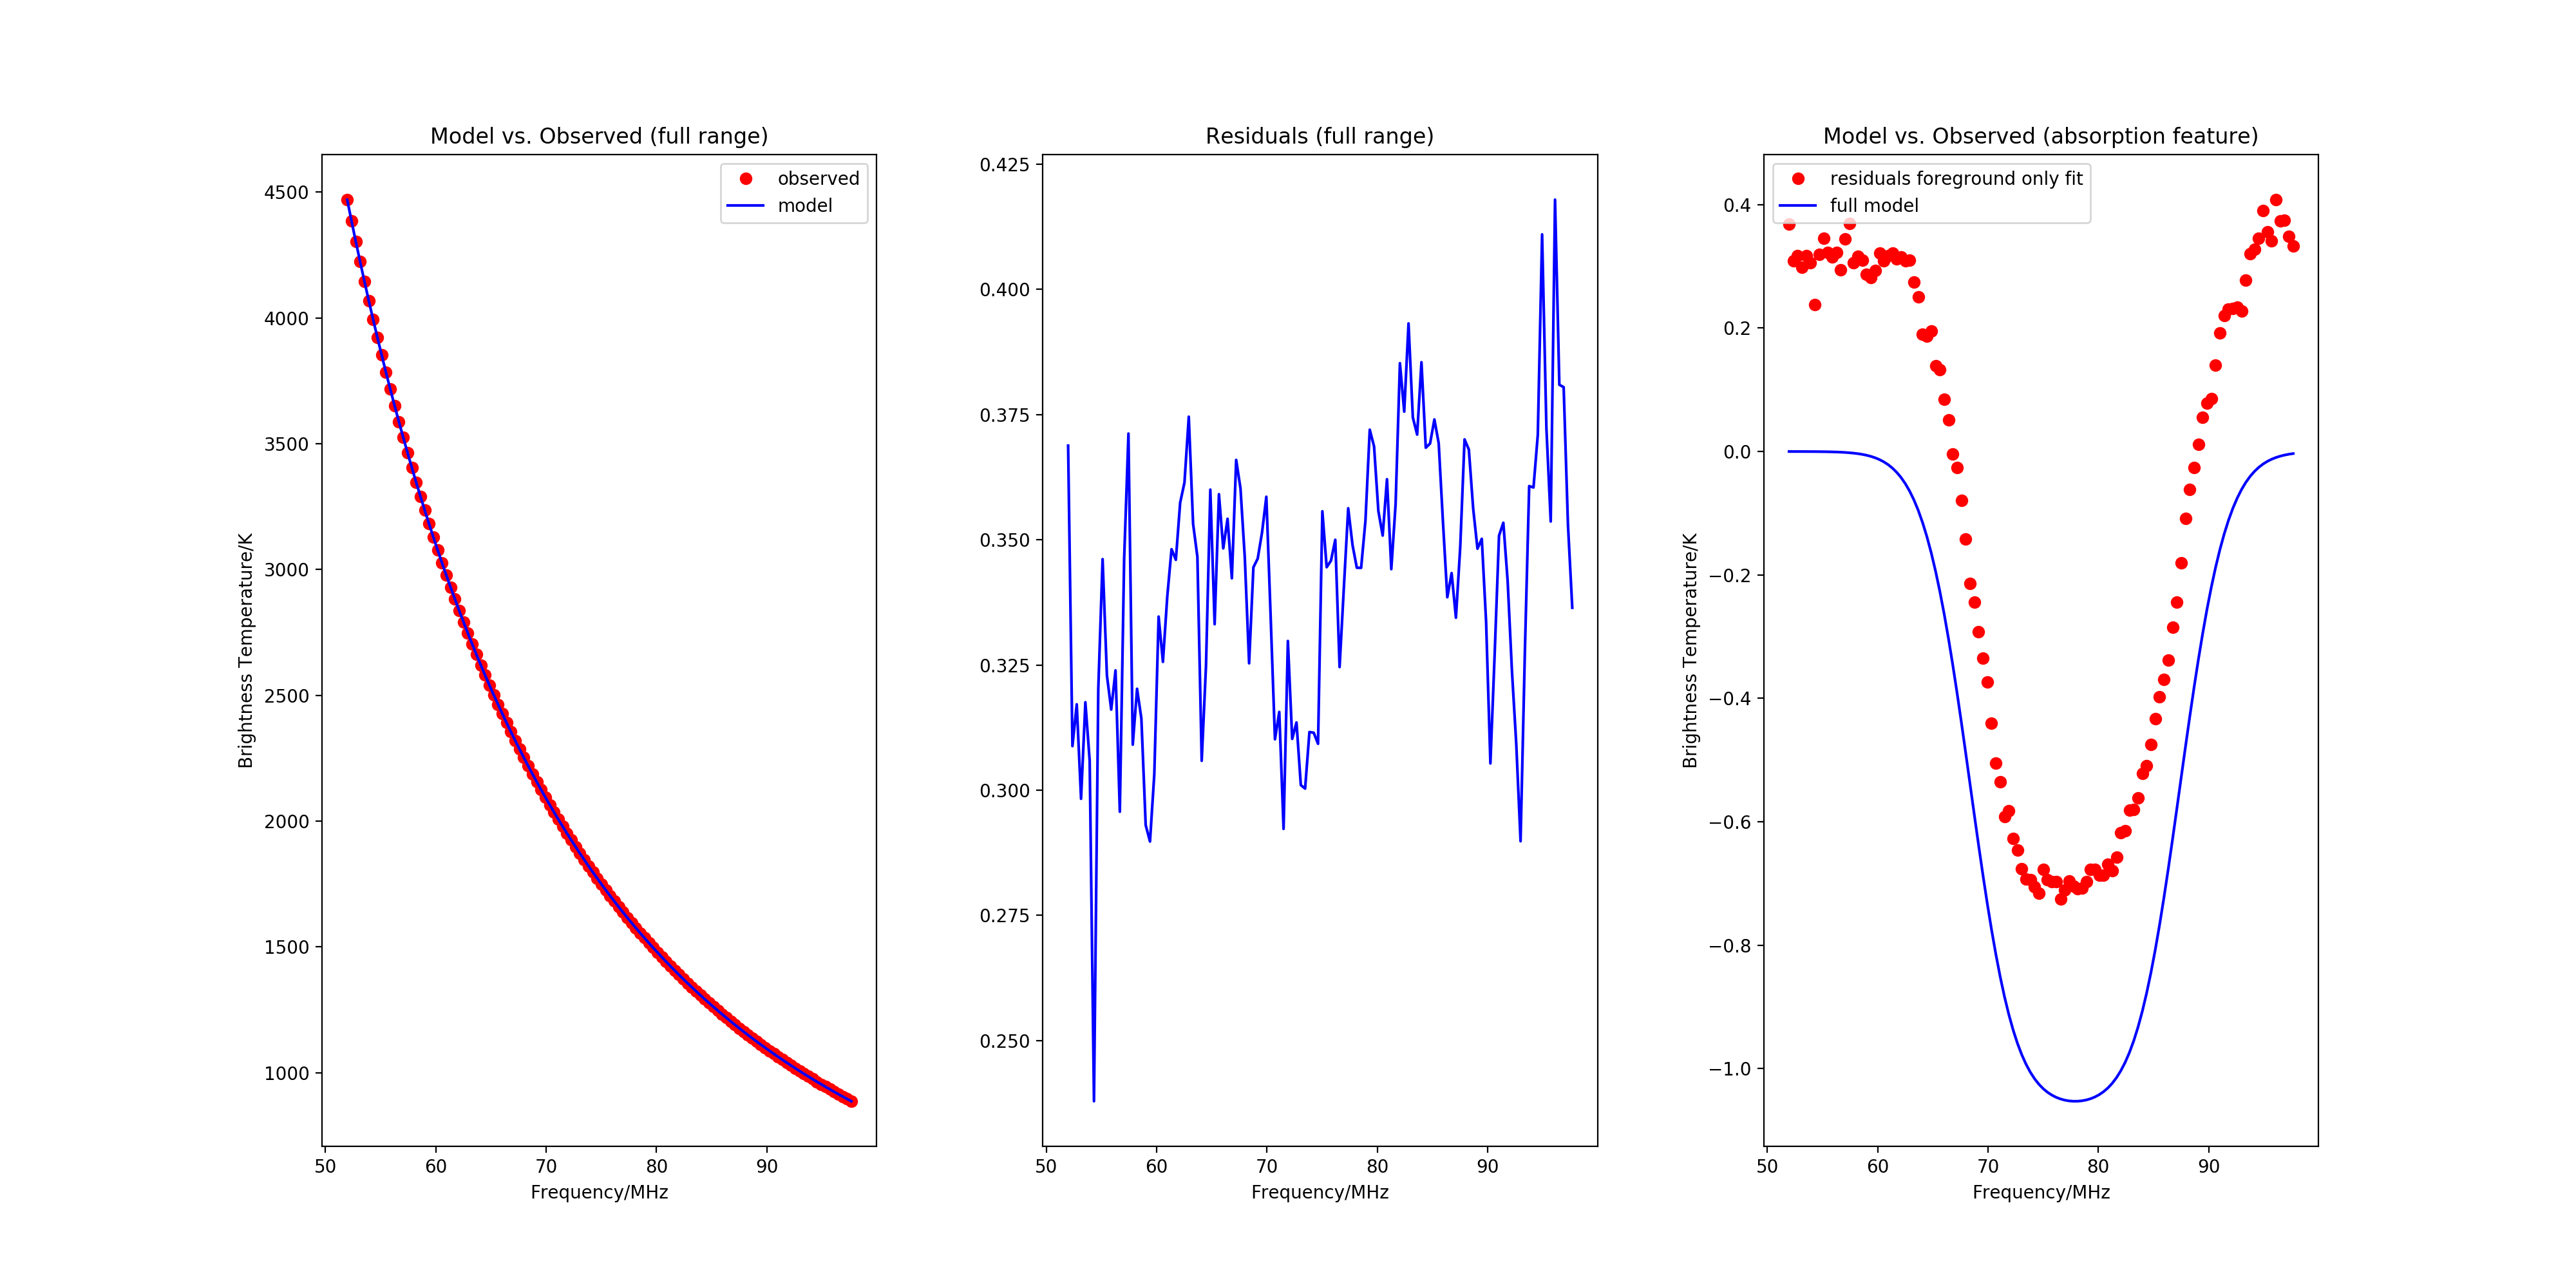 Model vs. Observed (full range)
observed
model
4500
4000
3500
3000
2500
2000
1500
1000
Brightness Temperature/K
50 60 70 80 90
Frequency/MHz
Residuals (full range)
0.425
0.400
0.375
0.350
0.325
0.300
0.275
0.250
50 60 70 80 90
Frequency/MHz
Model vs. Observed (absorption feature)
residuals foreground only fit
full model
0.4
0.2
0.0
−0.2
−0.4
−0.6
−0.8
−1.0
Brightness Temperature/K
50 60 70 80 90
Frequency/MHz